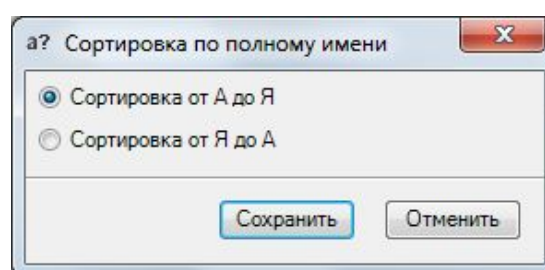 a? Сортировка по полному имени
Сортировка от А до Я
Сортировка от Я до А
Сохранить Отменить